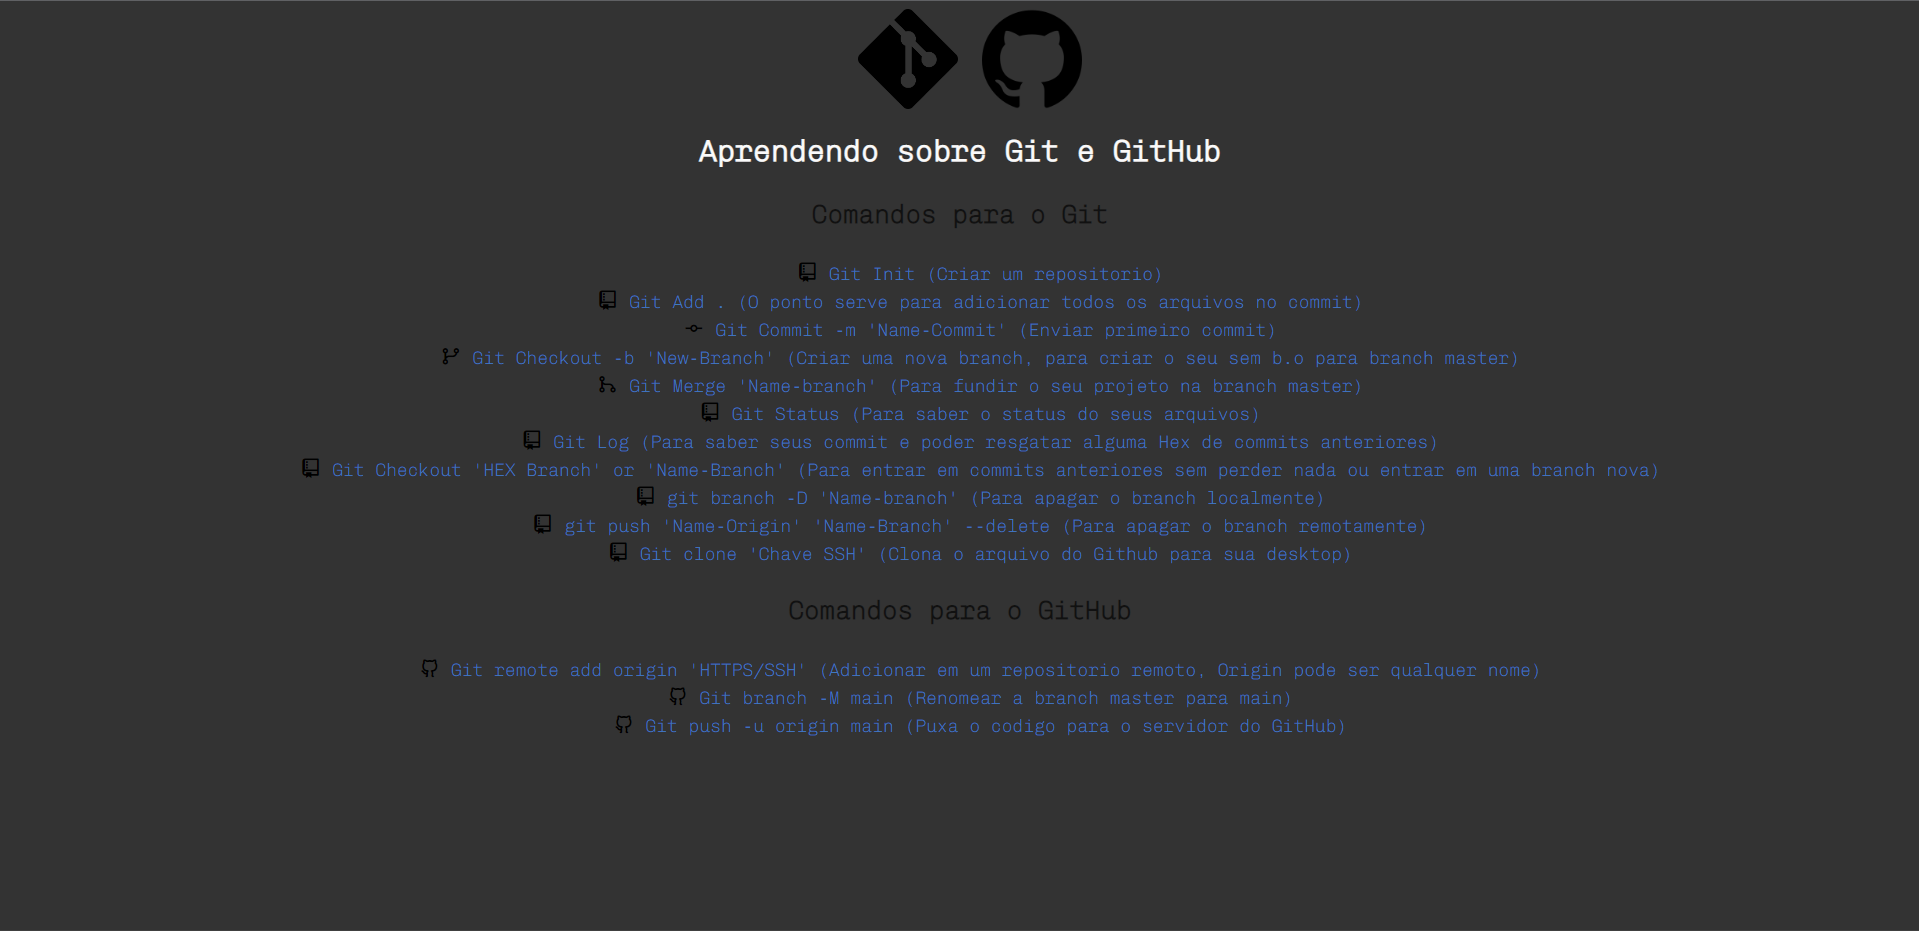 Aprendendo sobre Git e GitHub
Comandos para o Git
Git Init (Criar um repositorio)
Git Add . (O ponto serve para adicionar todos os arquivos no commit)
Git Commit -m 'Name-Commit' (Enviar primeiro commit)
Git Checkout -b 'New-Branch' (Criar uma nova branch, para criar o seu sem b.o para branch master)
Git Merge 'Name-branch' (Para fundir o seu projeto na branch master)
Git Status (Para saber o status do seus arquivos)
Git Log (Para saber seus commit e poder resgatar alguma Hex de commits anteriores)
Git Checkout 'HEX Branch' or 'Name-Branch' (Para entrar em commits anteriores sem perder nada ou entrar em uma branch nova)
git branch -D 'Name-branch' (Para apagar o branch localmente)
git push 'Name-Origin' 'Name-Branch' --delete (Para apagar o branch remotamente)
Git clone 'Chave SSH' (Clona o arquivo do Github para sua desktop)
Comandos para o GitHub
Git remote add origin 'HTTPS/SSH' (Adicionar em um repositorio remoto, Origin pode ser qualquer nome)
Git branch -M main (Renomear a branch master para main)
Git push -u origin main (Puxa o codigo para o servidor do GitHub)